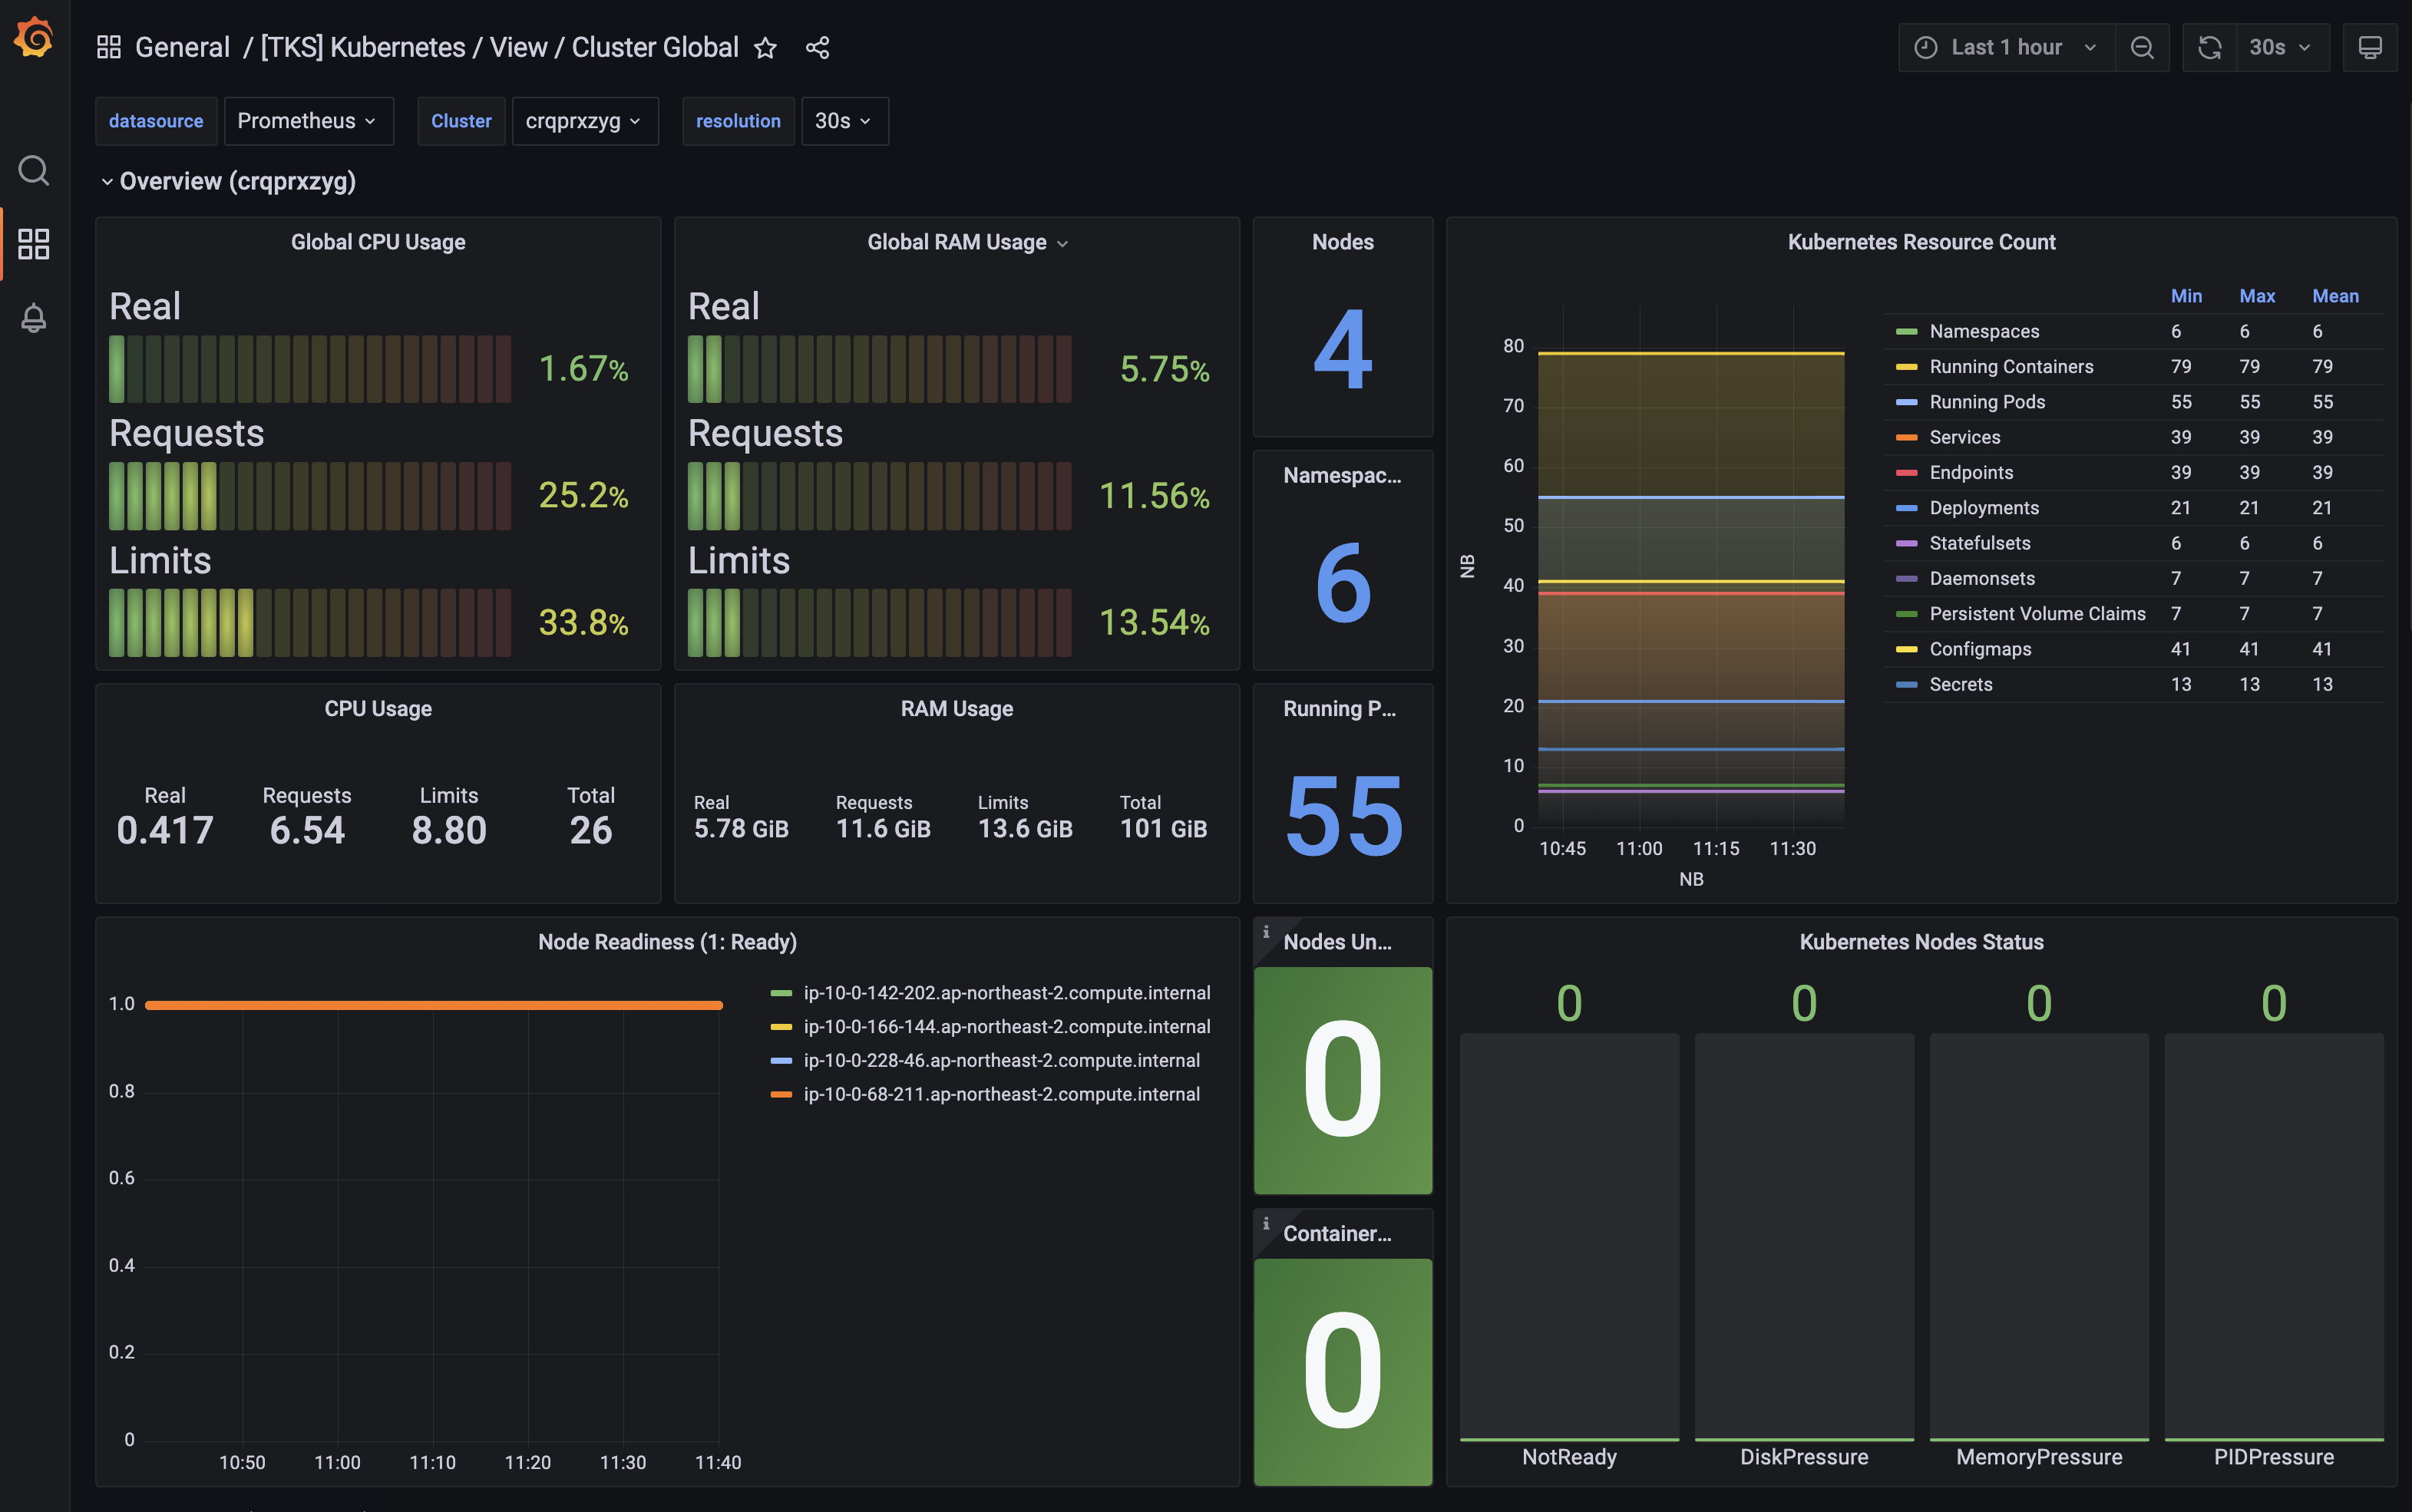 General / [TKS] Kubernetes / View / Cluster Global
Last 1 hour
30s
datasource
Prometheus
Cluster
crqprxzyg
resolution
30s
Overview (crqprxzyg)
Global CPU Usage
Real
1.67%
Requests
25.2%
Limits
33.8%
Global RAM Usage
Real
5.75%
Requests
11.56%
Limits
13.54%
Nodes
4
Namespac...
6
Kubernetes Resource Count
NB
80
70
60
50
40
30
20
10
0
10:45 11:00 11:15 11:30
NB
Min Max Mean
Namespaces 6 6 6
Running Containers 79 79 79
Running Pods 55 55 55
Services 39 39 39
Endpoints 39 39 39
Deployments 21 21 21
Statefulsets 6 6 6
Daemonsets 7 7 7
Persistent Volume Claims 7 7 7
Configmaps 41 41 41
Secrets 13 13 13
CPU Usage
Real Requests Limits Total
0.417 6.54 8.80 26
RAM Usage
Real Requests Limits Total
5.78 GiB 11.6 GiB 13.6 GiB 101 GiB
Running P...
55
Node Readiness (1: Ready)
1.0
0.8
0.6
0.4
0.2
0
10:50 11:00 11:10 11:20 11:30 11:40
ip-10-0-142-202.ap-northeast-2.compute.internal
ip-10-0-166-144.ap-northeast-2.compute.internal
ip-10-0-228-46.ap-northeast-2.compute.internal
ip-10-0-68-211.ap-northeast-2.compute.internal
i
Nodes Un...
0
i
Container...
0
Kubernetes Nodes Status
0 0 0 0
NotReady DiskPressure MemoryPressure PIDPressure